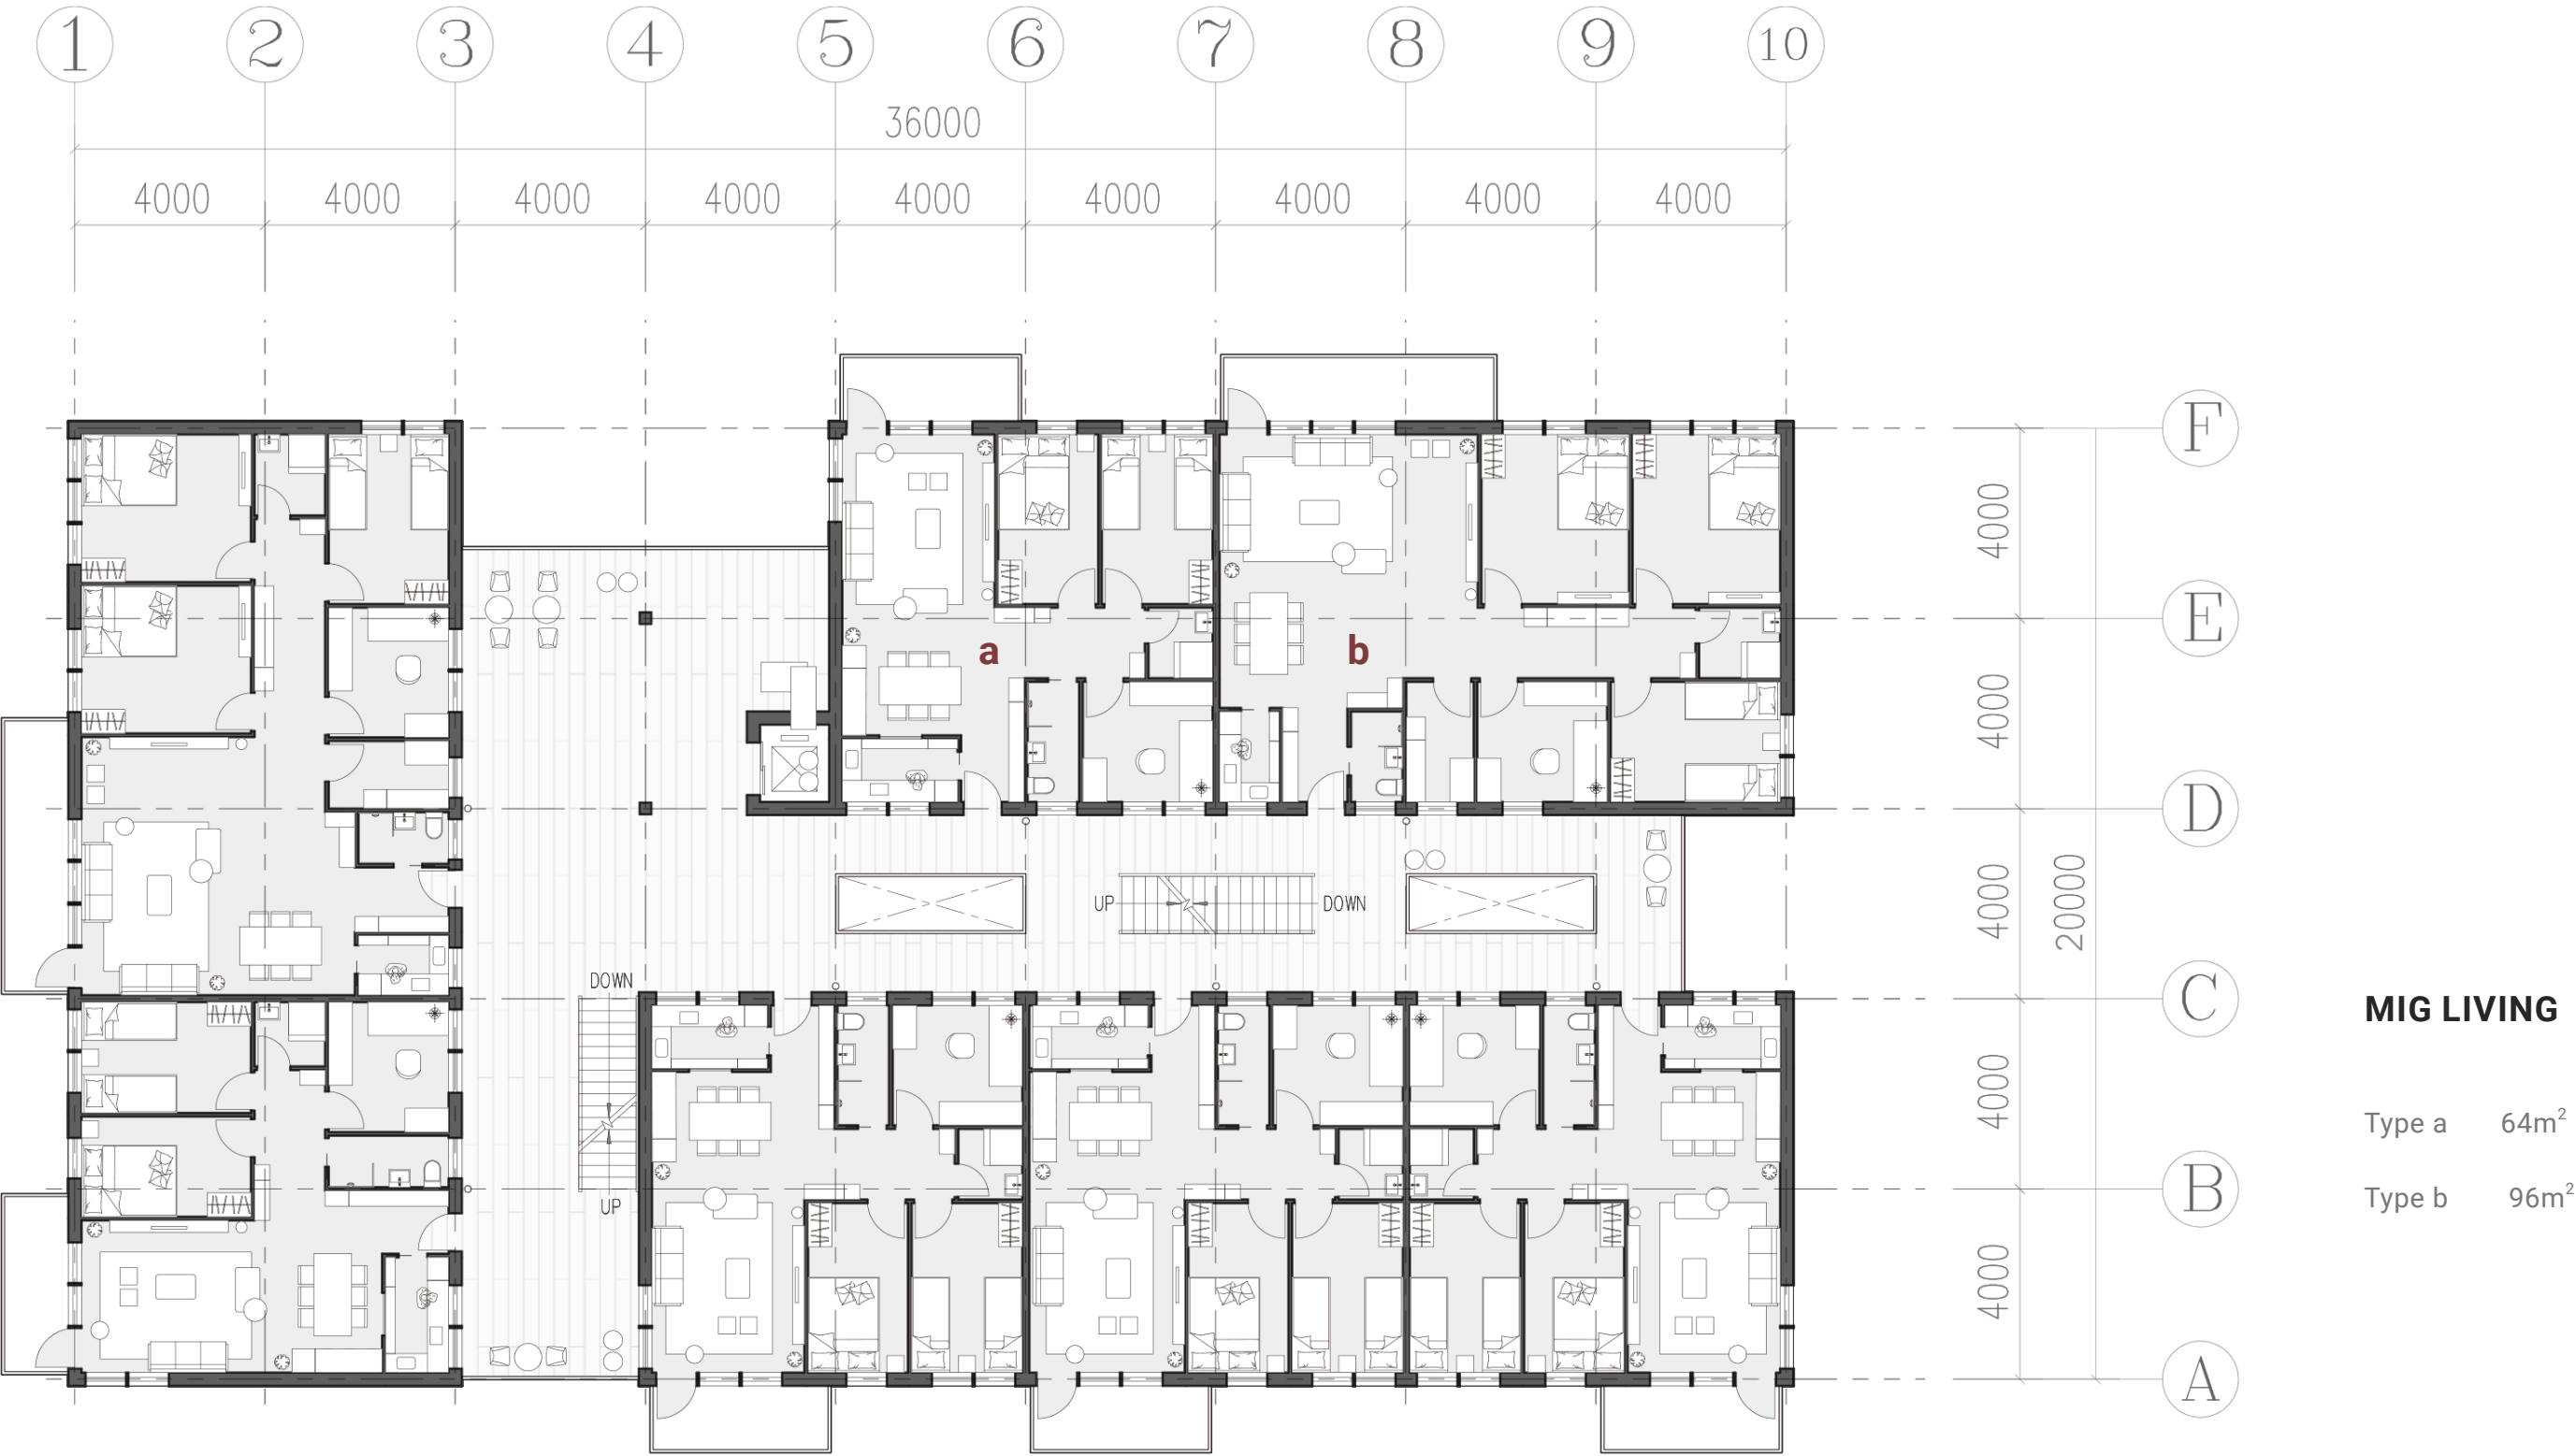 1 2 3 4 5 6 7 8 9 10
36000
4000 4000 4000 4000 4000 4000 4000 4000 4000
F
4000
E
a b
4000
D
4000
20000
UP DOWN
DOWN
C
MIG LIVING
4000
Type a 64m²
B
Type b 96m²
UP
4000
A